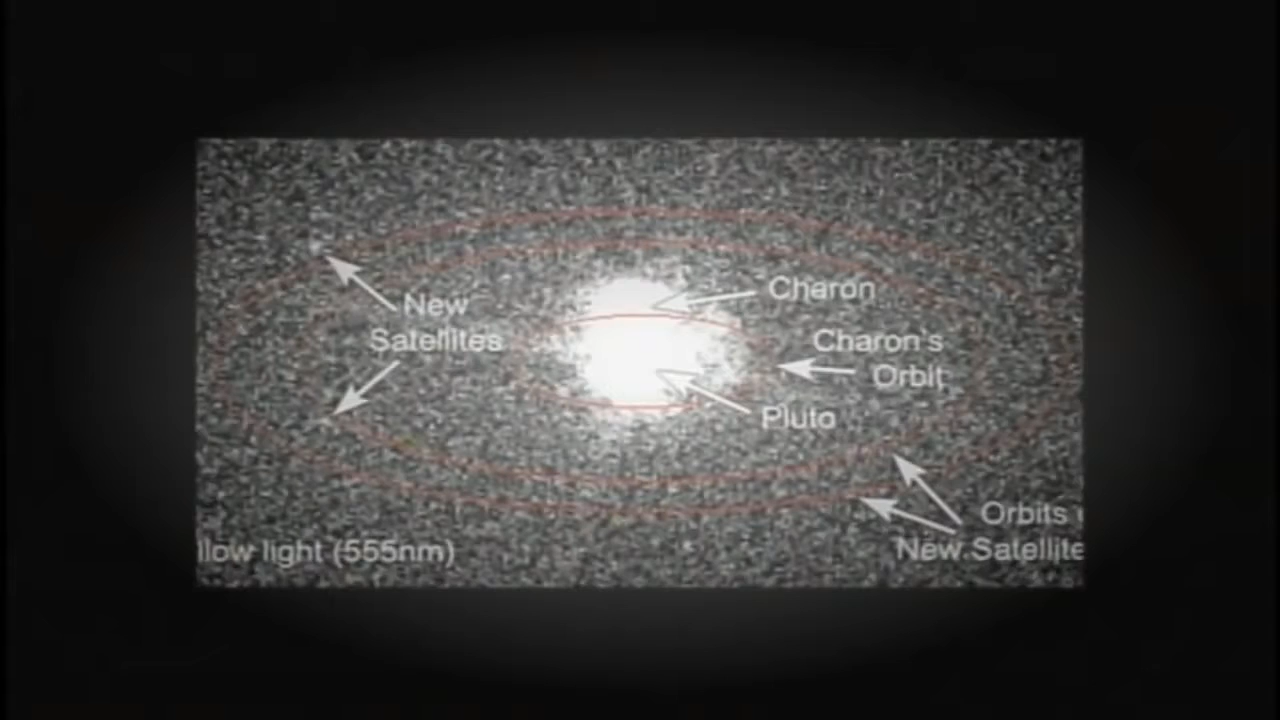 Charon
New
Satellites
Charon's
Orbit
Pluto
Orbits
New Satellite
llow light (555nm)